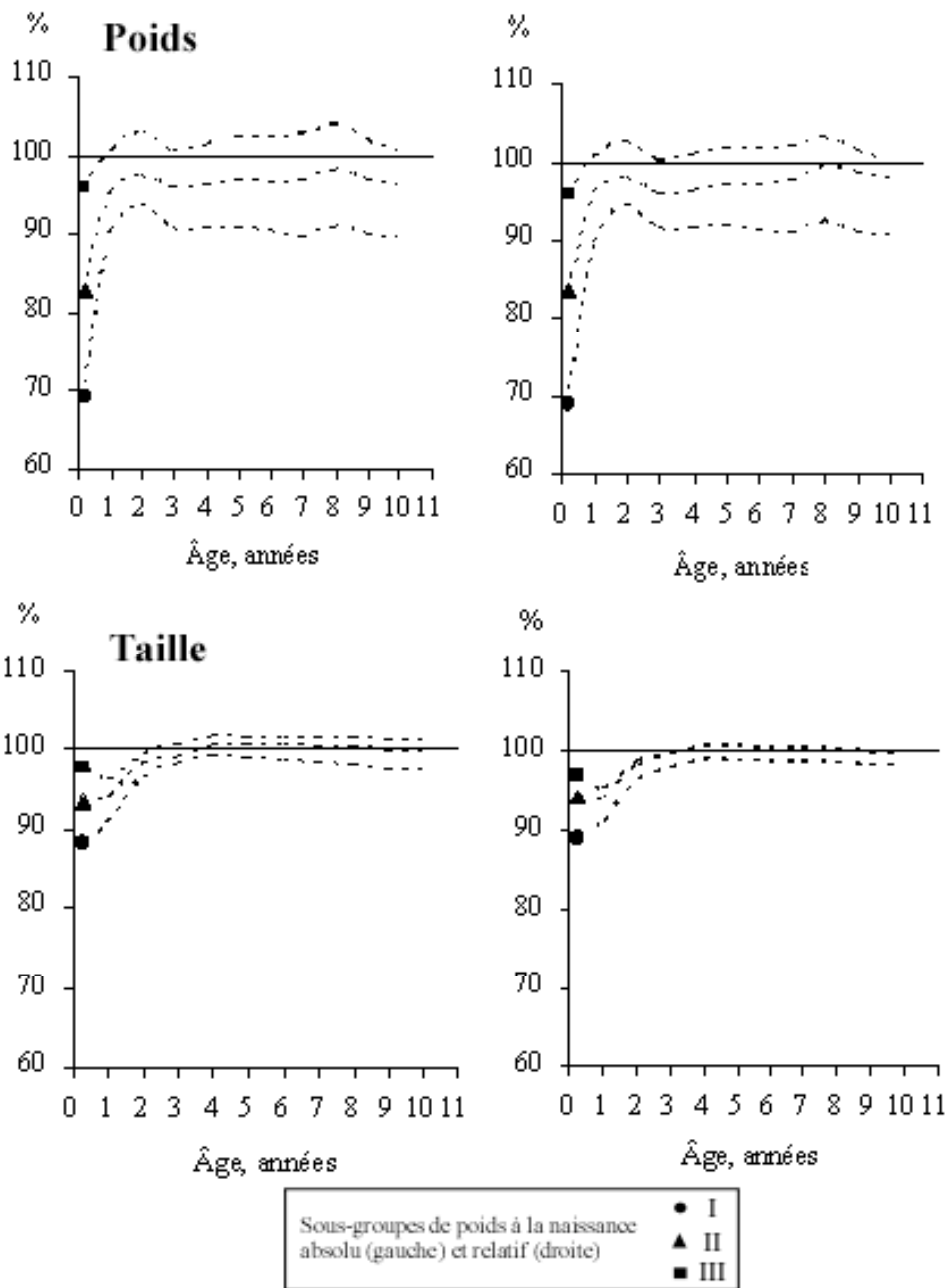 %
Poids
110
100
90
80
70
60
0 1 2 3 4 5 6 7 8 9 10 11
Âge, années
%
110
100
90
80
70
60
0 1 2 3 4 5 6 7 8 9 10 11
Âge, années
%
Taille
110
100
90
80
70
60
0 1 2 3 4 5 6 7 8 9 10 11
Âge, années
%
110
100
90
80
70
60
0 1 2 3 4 5 6 7 8 9 10 11
Âge, années
Sous-groupes de poids à la naissance
absolu (gauche) et relatif (droite)
I
II
III